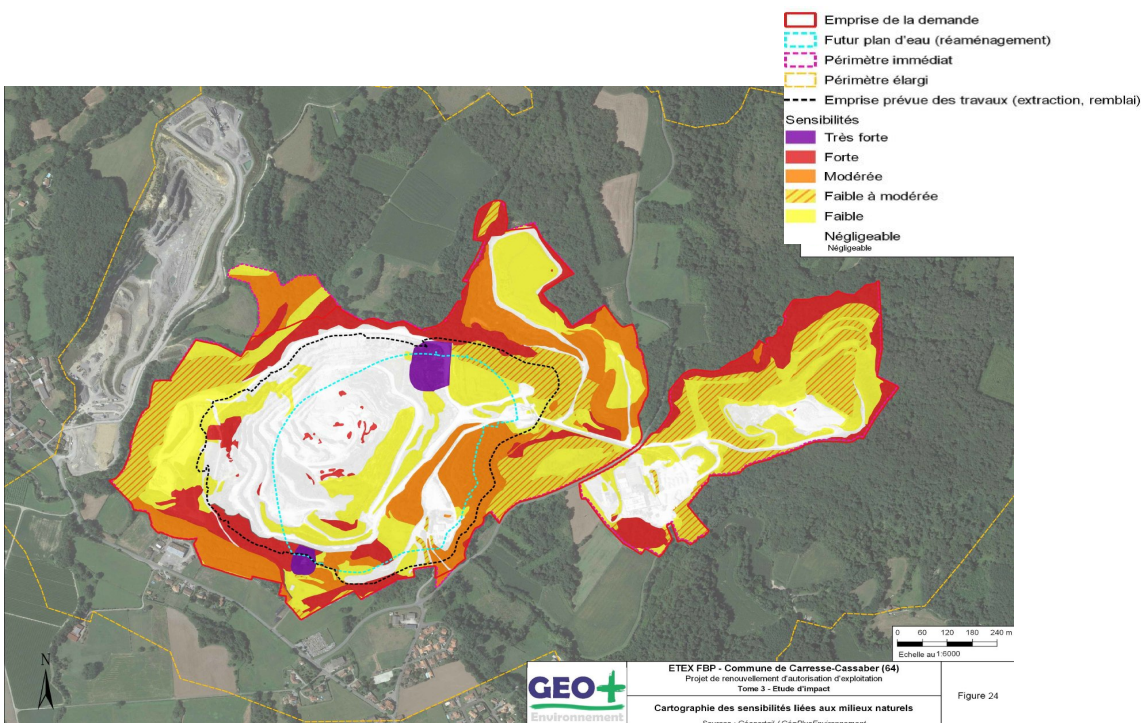 Emprise de la demande
Futur plan d'eau (réaménagement)
Périmètre immédiat
Périmètre élargi
Emprise prévue des travaux (extraction, remblai)
Sensibilités
Très forte
Forte
Modérée
Faible à modérée
Faible
Négligeable
Négligeable
N
0 60 120 180 240 m
Echelle au 1:6000
GEO+
Environnement
ETEX FBP - Commune de Carresse-Cassaber (64)
Projet de renouvellement d'autorisation d'exploitation
Tome 3 - Etude d'impact
Cartographie des sensibilités liées aux milieux naturels
Sources : Géoportail / GéoPlusEnvironnement
Figure 24